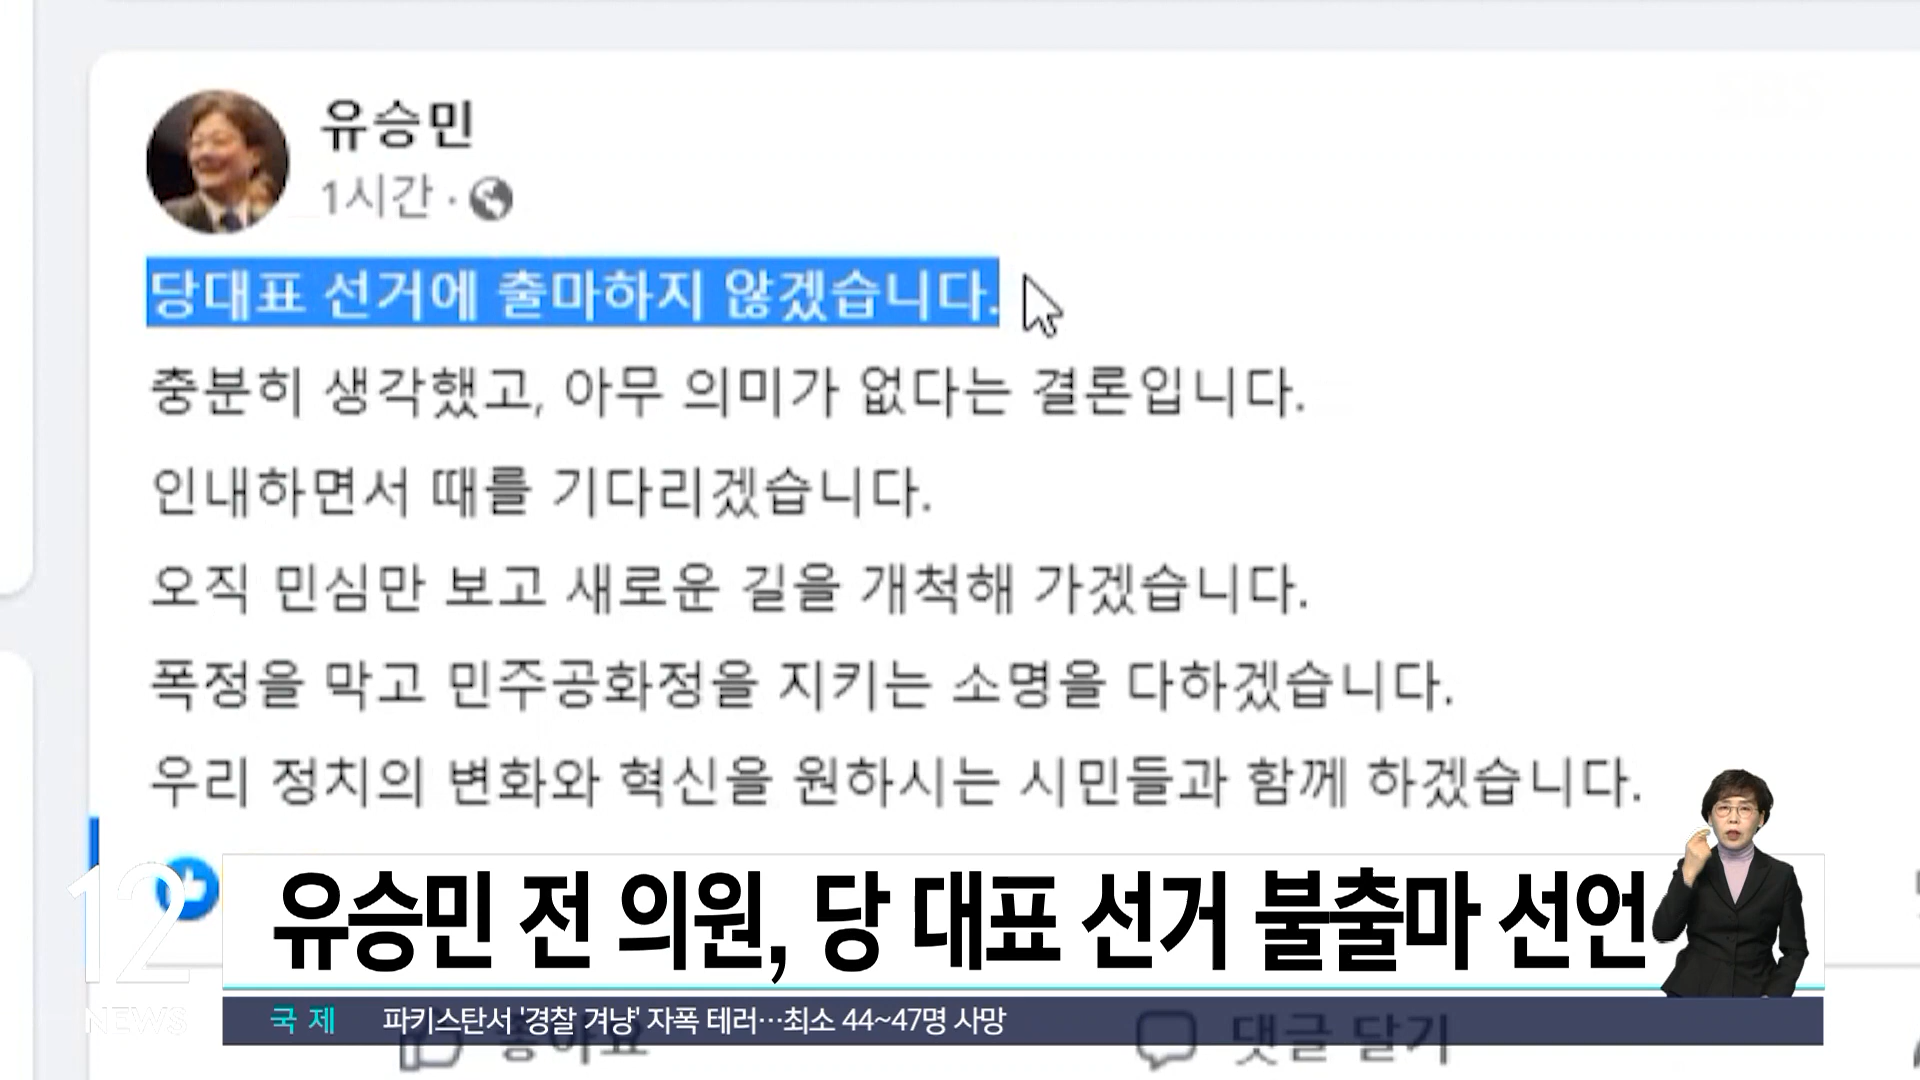 SBS
유승민
1시간 ·
당대표 선거에 출마하지 않겠습니다.
충분히 생각했고, 아무 의미가 없다는 결론입니다.
인내하면서 때를 기다리겠습니다.
오직 민심만 보고 새로운 길을 개척해 가겠습니다.
폭정을 막고 민주공화정을 지키는 소명을 다하겠습니다.
우리 정치의 변화와 혁신을 원하시는 시민들과 함께 하겠습니다.
12
NEWS
유승민 전 의원, 당 대표 선거 불출마 선언
국 제 파키스탄서 '경찰 겨냥' 자폭 테러…최소 44~47명 사망
좋아요 댓글 달기